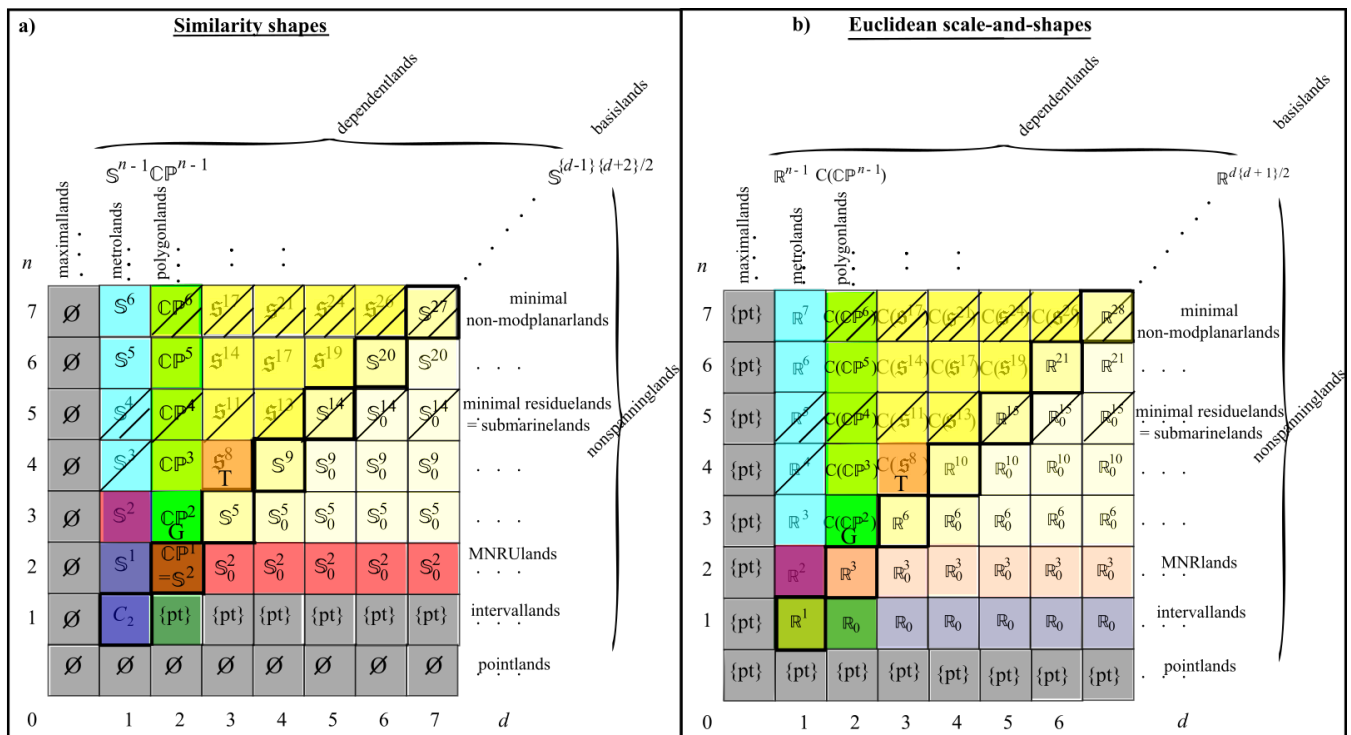 a) Similarity shapes
dependentlands
basislands
𝕊^{n - 1} ℂℙ^{n - 1} 𝕊^{{d-1}{d+2}/2}
maximallands
metrolands
polygonlands
nonspanninglands
n
7 Ø 𝕊^6 ℂℙ^6 𝔖^17 𝔖^21 𝔖^24 𝔖^26 𝕊^27 minimal non-modplanarlands
6 Ø 𝕊^5 ℂℙ^5 𝔖^14 𝔖^17 𝔖^19 𝕊^20 𝕊^20 . . .
5 Ø 𝕊^4 ℂℙ^4 𝔖^11 𝔖^13 𝕊^14 𝕊_0^14 𝕊_0^14 minimal residuelands = submarinelands
4 Ø 𝕊^3 ℂℙ^3 𝔖^8 T 𝕊^9 𝕊_0^9 𝕊_0^9 𝕊_0^9 . . .
3 Ø 𝕊^2 ℂℙ^2 G 𝕊^5 𝕊_0^5 𝕊_0^5 𝕊_0^5 𝕊_0^5 . . .
2 Ø 𝕊^1 ℂℙ^1 =𝕊^2 𝕊_0^2 𝕊_0^2 𝕊_0^2 𝕊_0^2 𝕊_0^2 MNRUlands . . .
1 Ø C_2 {pt} {pt} {pt} {pt} {pt} {pt} intervallands . . .
Ø Ø Ø Ø Ø Ø Ø Ø pointlands
0 1 2 3 4 5 6 7 d
b) Euclidean scale-and-shapes
dependentlands
basislands
ℝ^{n - 1} C(ℂℙ^{n - 1}) ℝ^{d{d + 1}/2}
maximallands
metrolands
polygonlands
nonspanninglands
n
7 {pt} ℝ^7 C(ℂℙ^6) C(𝔖^17) C(𝔖^21) C(𝔖^24) C(𝔖^26) ℝ^28 minimal non-modplanarlands
6 {pt} ℝ^6 C(ℂℙ^5) C(𝔖^14) C(𝔖^17) C(𝔖^19) ℝ^21 ℝ^21 . . .
5 {pt} ℝ^5 C(ℂℙ^4) C(𝔖^11) C(𝔖^13) ℝ^15 ℝ_0^15 ℝ_0^15 minimal residuelands = submarinelands
4 {pt} ℝ^4 C(ℂℙ^3) C(𝔖^8) T ℝ^10 ℝ_0^10 ℝ_0^10 ℝ_0^10 . . .
3 {pt} ℝ^3 C(ℂℙ^2) G ℝ^6 ℝ_0^6 ℝ_0^6 ℝ_0^6 ℝ_0^6 . . .
2 {pt} ℝ^2 ℝ^3 ℝ_0^3 ℝ_0^3 ℝ_0^3 ℝ_0^3 ℝ_0^3 MNRlands . . .
1 {pt} ℝ^1 ℝ_0 ℝ_0 ℝ_0 ℝ_0 ℝ_0 ℝ_0 intervallands . . .
{pt} {pt} {pt} {pt} {pt} {pt} {pt} {pt} . . . pointlands
0 1 2 3 4 5 6 d